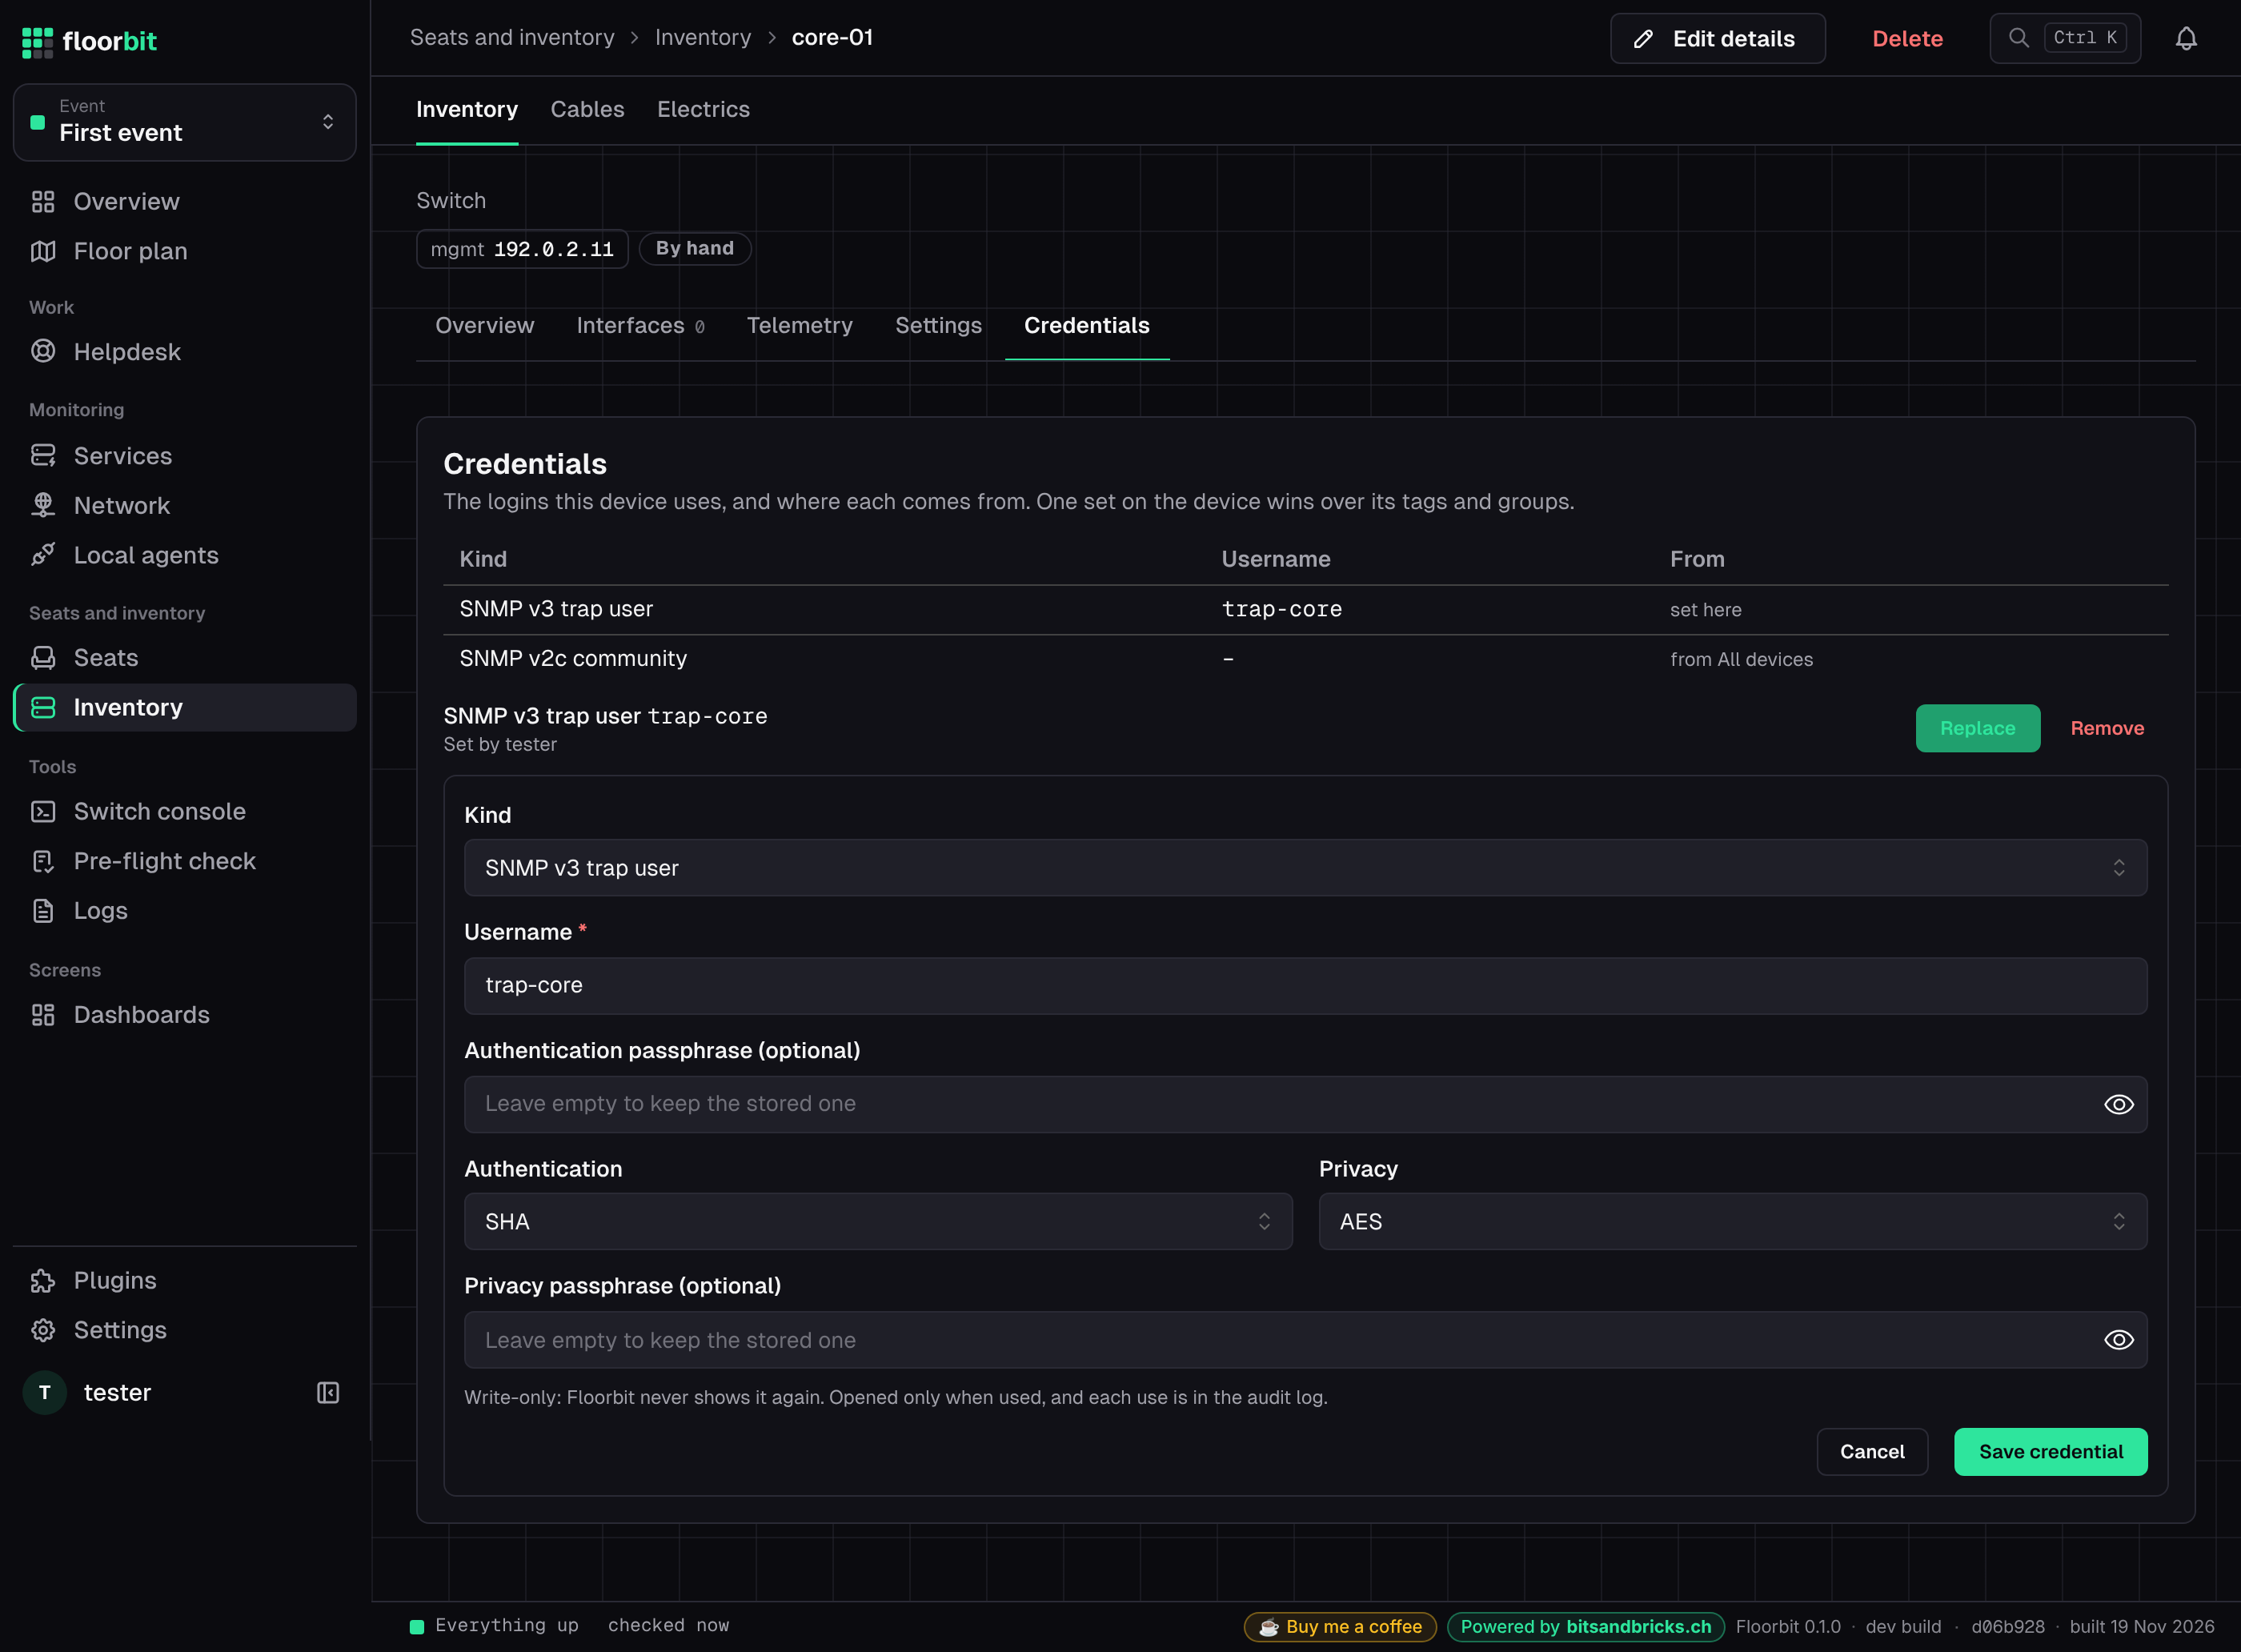 floorbit
Event
First event
Overview
Floor plan
Work
Helpdesk
Monitoring
Services
Network
Local agents
Seats and inventory
Seats
Inventory
Tools
Switch console
Pre-flight check
Logs
Screens
Dashboards
Plugins
Settings
T tester
Seats and inventory > Inventory > core-01
Edit details
Delete
Ctrl K
Inventory Cables Electrics
Switch
mgmt 192.0.2.11 By hand
Overview Interfaces 0 Telemetry Settings Credentials
Credentials
The logins this device uses, and where each comes from. One set on the device wins over its tags and groups.
Kind Username From
SNMP v3 trap user trap-core set here
SNMP v2c community – from All devices
SNMP v3 trap user trap-core
Set by tester
Replace Remove
Kind
SNMP v3 trap user
Username *
trap-core
Authentication passphrase (optional)
Leave empty to keep the stored one
Authentication Privacy
SHA AES
Privacy passphrase (optional)
Leave empty to keep the stored one
Write-only: Floorbit never shows it again. Opened only when used, and each use is in the audit log.
Cancel Save credential
Everything up checked now
Buy me a coffee Powered by bitsandbricks.ch Floorbit 0.1.0 · dev build · d06b928 · built 19 Nov 2026